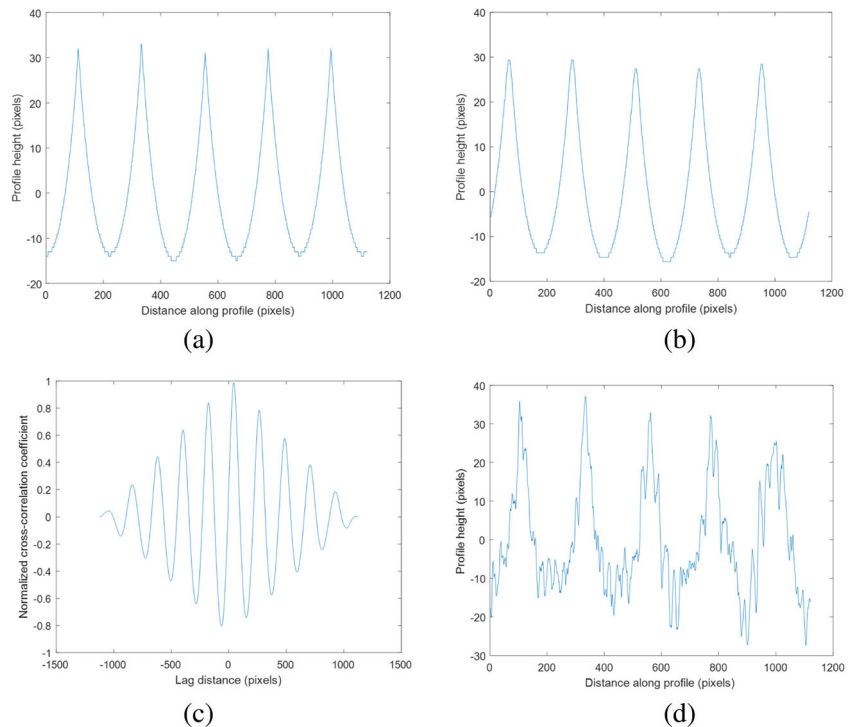 40
30
20
10
0
-10
-20
0 200 400 600 800 1000 1200
Profile height (pixels)
Distance along profile (pixels)
(a)
40
30
20
10
0
-10
-20
0 200 400 600 800 1000 1200
Profile height (pixels)
Distance along profile (pixels)
(b)
1
0.8
0.6
0.4
0.2
0
-0.2
-0.4
-0.6
-0.8
-1
-1500 -1000 -500 0 500 1000 1500
Normalized cross-correlation coefficient
Lag distance (pixels)
(c)
40
30
20
10
0
-10
-20
-30
0 200 400 600 800 1000 1200
Profile height (pixels)
Distance along profile (pixels)
(d)